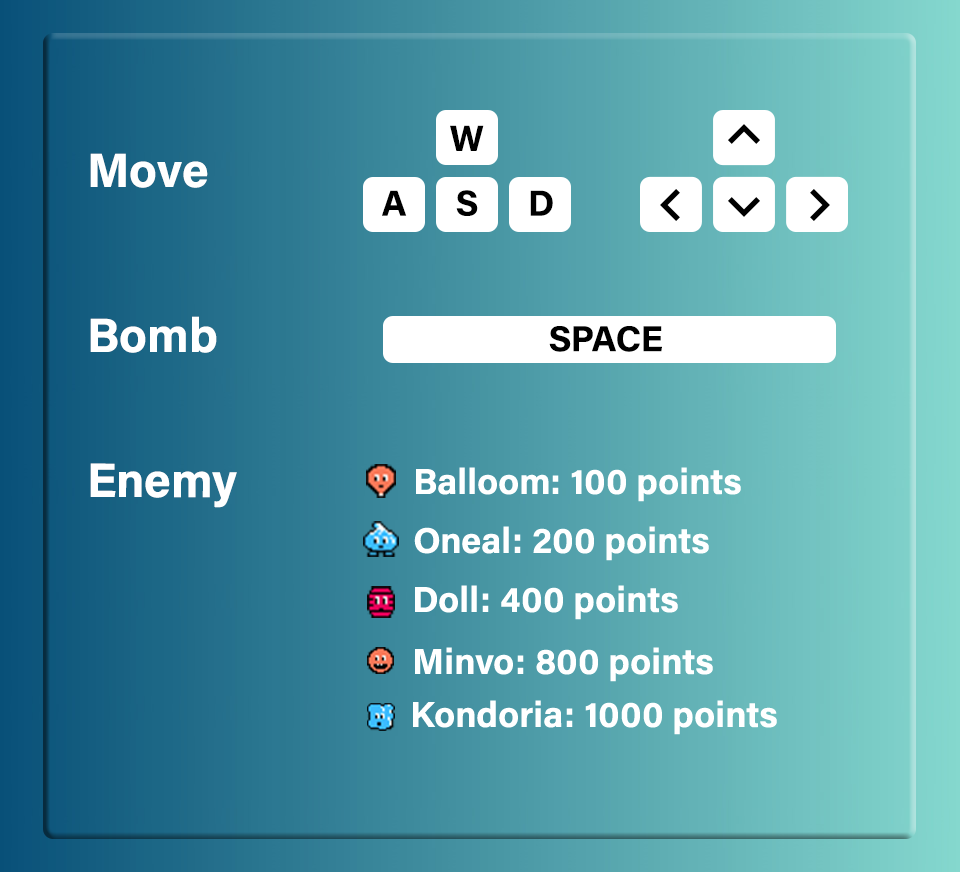 Move
W
A S D
Bomb
SPACE
Enemy
Balloom: 100 points
Oneal: 200 points
Doll: 400 points
Minvo: 800 points
Kondoria: 1000 points